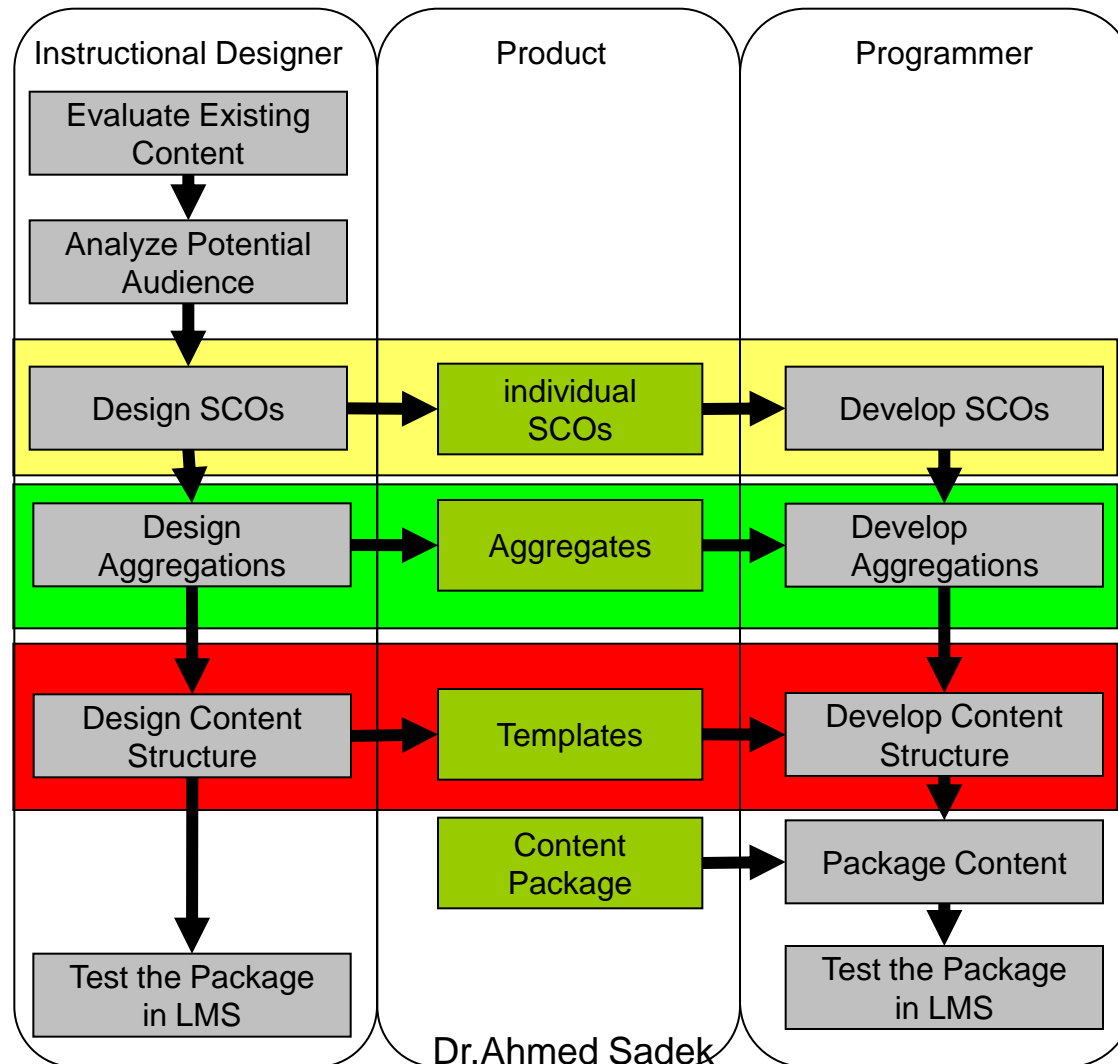 Instructional Designer
Product
Programmer
Evaluate Existing
Content
Analyze Potential
Audience
Design SCOs
individual
SCOs
Develop SCOs
Design
Aggregations
Aggregates
Develop
Aggregations
Design Content
Structure
Templates
Develop Content
Structure
Content
Package
Package Content
Test the Package
in LMS
Test the Package
in LMS
Dr.Ahmed Sadek